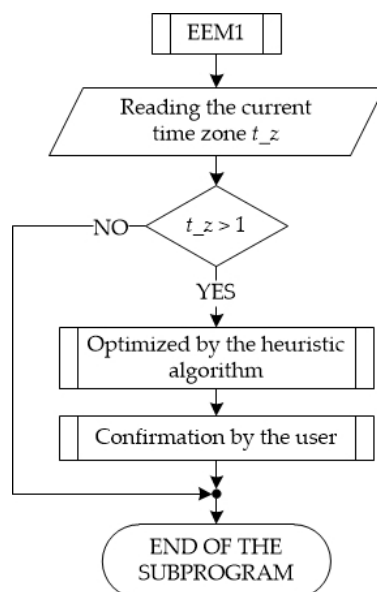 EEM1
Reading the current
time zone t_z
t_z > 1
NO
YES
Optimized by the heuristic
algorithm
Confirmation by the user
END OF THE
SUBPROGRAM